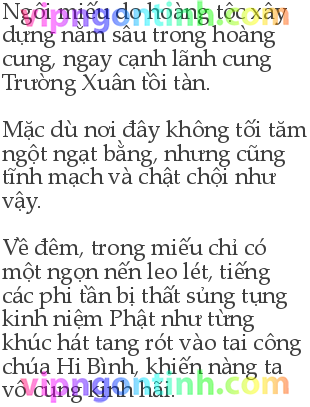 Ngôi miếu do hoàng tộc xây
dựng nằm sâu trong hoàng
cung, ngay cạnh lãnh cung
Trường Xuân tồi tàn.
Mặc dù nơi đây không tối tăm
ngột ngạt bằng, nhưng cũng
tĩnh mạch và chật chội như
vậy.
Về đêm, trong miếu chỉ có
một ngọn nến leo lét, tiếng
các phi tần bị thất sủng tụng
kinh niệm Phật như từng
khúc hát tang rót vào tai công
chúa Hi Bình, khiến nàng ta
vô cùng kinh hãi.
vipngontinh.com
vipngontinh.com